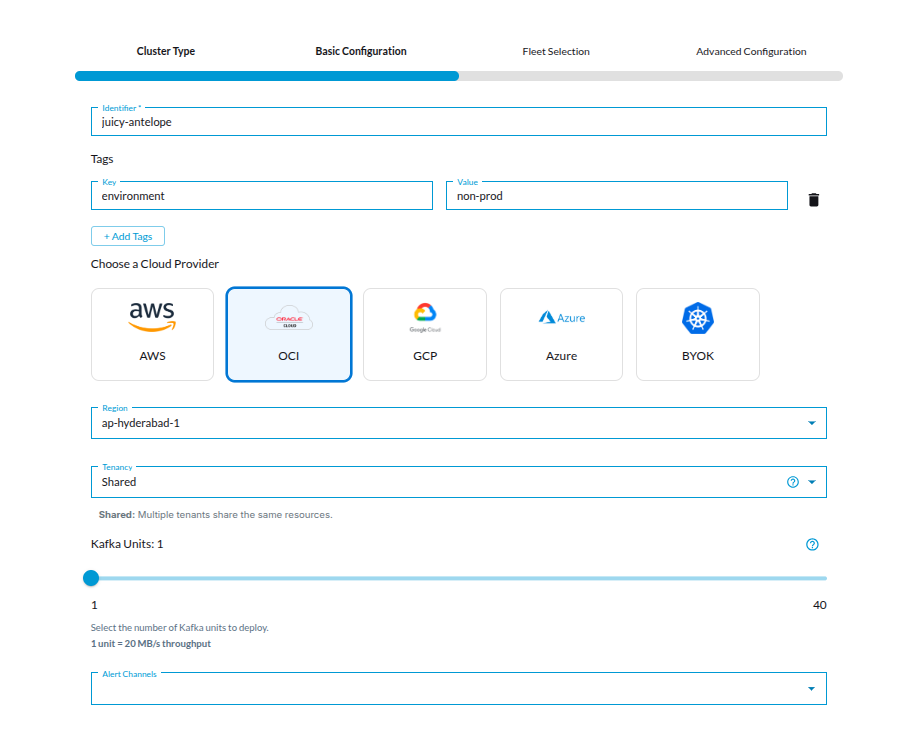 Cluster Type Basic Configuration Fleet Selection Advanced Configuration
Identifier *
juicy-antelope
Tags
Key Value
environment non-prod
+ Add Tags
Choose a Cloud Provider
aws ORACLE CLOUD Google Cloud Azure
AWS OCI GCP Azure BYOK
Region
ap-hyderabad-1
Tenancy
Shared
Shared: Multiple tenants share the same resources.
Kafka Units: 1
1 40
Select the number of Kafka units to deploy.
1 unit = 20 MB/s throughput
Alert Channels